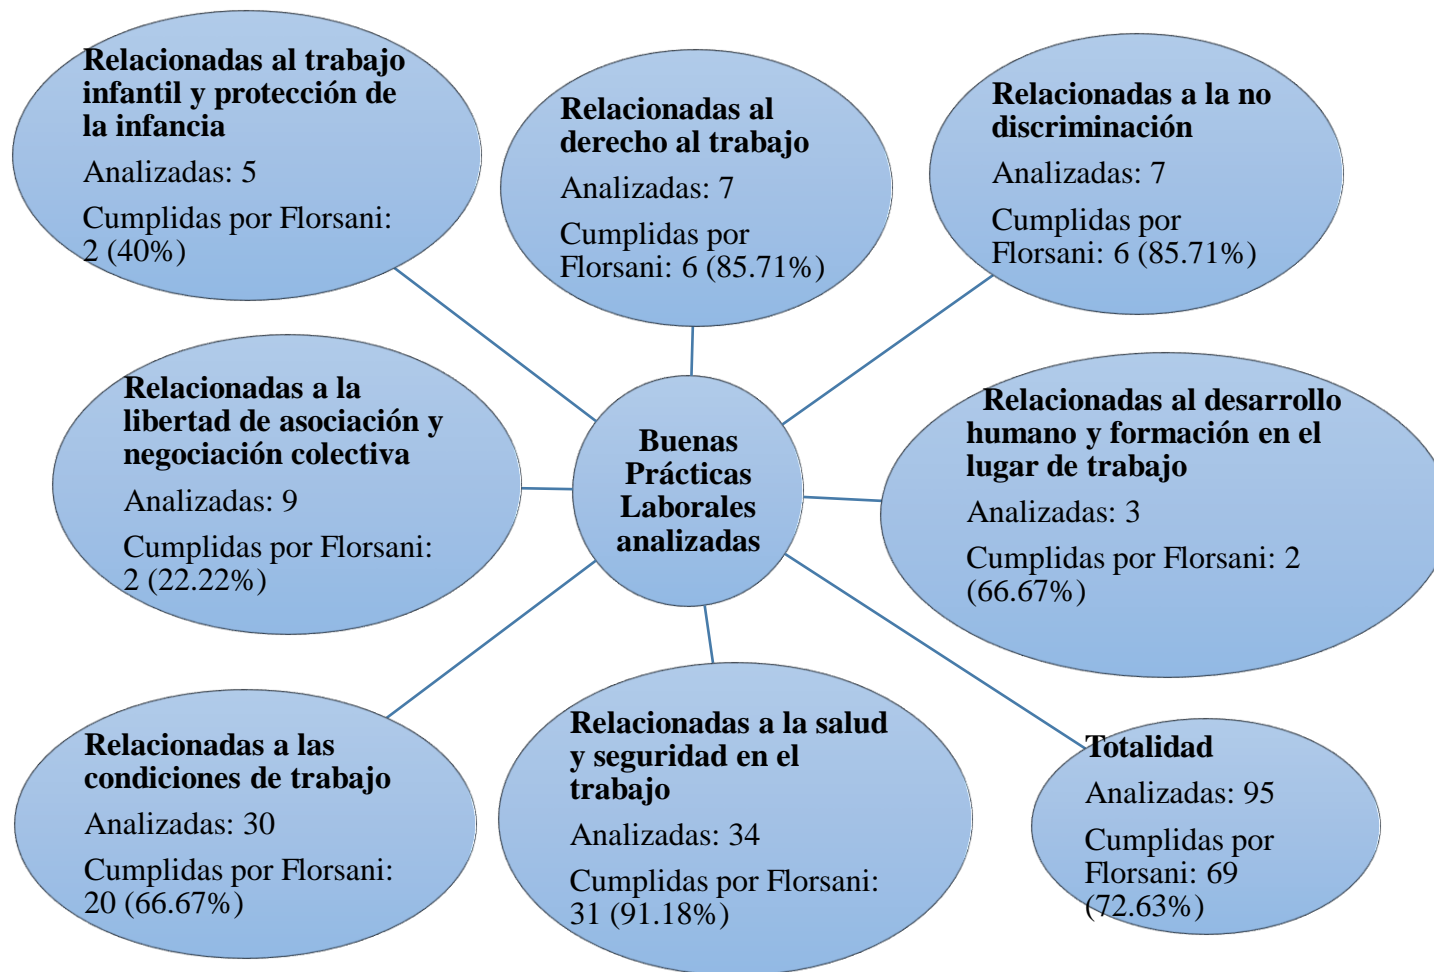 Relacionadas al trabajo
infantil y protección de
la infancia
Analizadas: 5
Cumplidas por Florsani:
2 (40%)
Relacionadas al
derecho al trabajo
Analizadas: 7
Cumplidas por
Florsani: 6 (85.71%)
Relacionadas a la no
discriminación
Analizadas: 7
Cumplidas por
Florsani: 6 (85.71%)
Relacionadas a la
libertad de asociación y
negociación colectiva
Analizadas: 9
Cumplidas por Florsani:
2 (22.22%)
Buenas
Prácticas
Laborales
analizadas
Relacionadas al desarrollo
humano y formación en el
lugar de trabajo
Analizadas: 3
Cumplidas por Florsani: 2
(66.67%)
Relacionadas a las
condiciones de trabajo
Analizadas: 30
Cumplidas por Florsani:
20 (66.67%)
Relacionadas a la salud
y seguridad en el
trabajo
Analizadas: 34
Cumplidas por Florsani:
31 (91.18%)
Totalidad
Analizadas: 95
Cumplidas por
Florsani: 69
(72.63%)